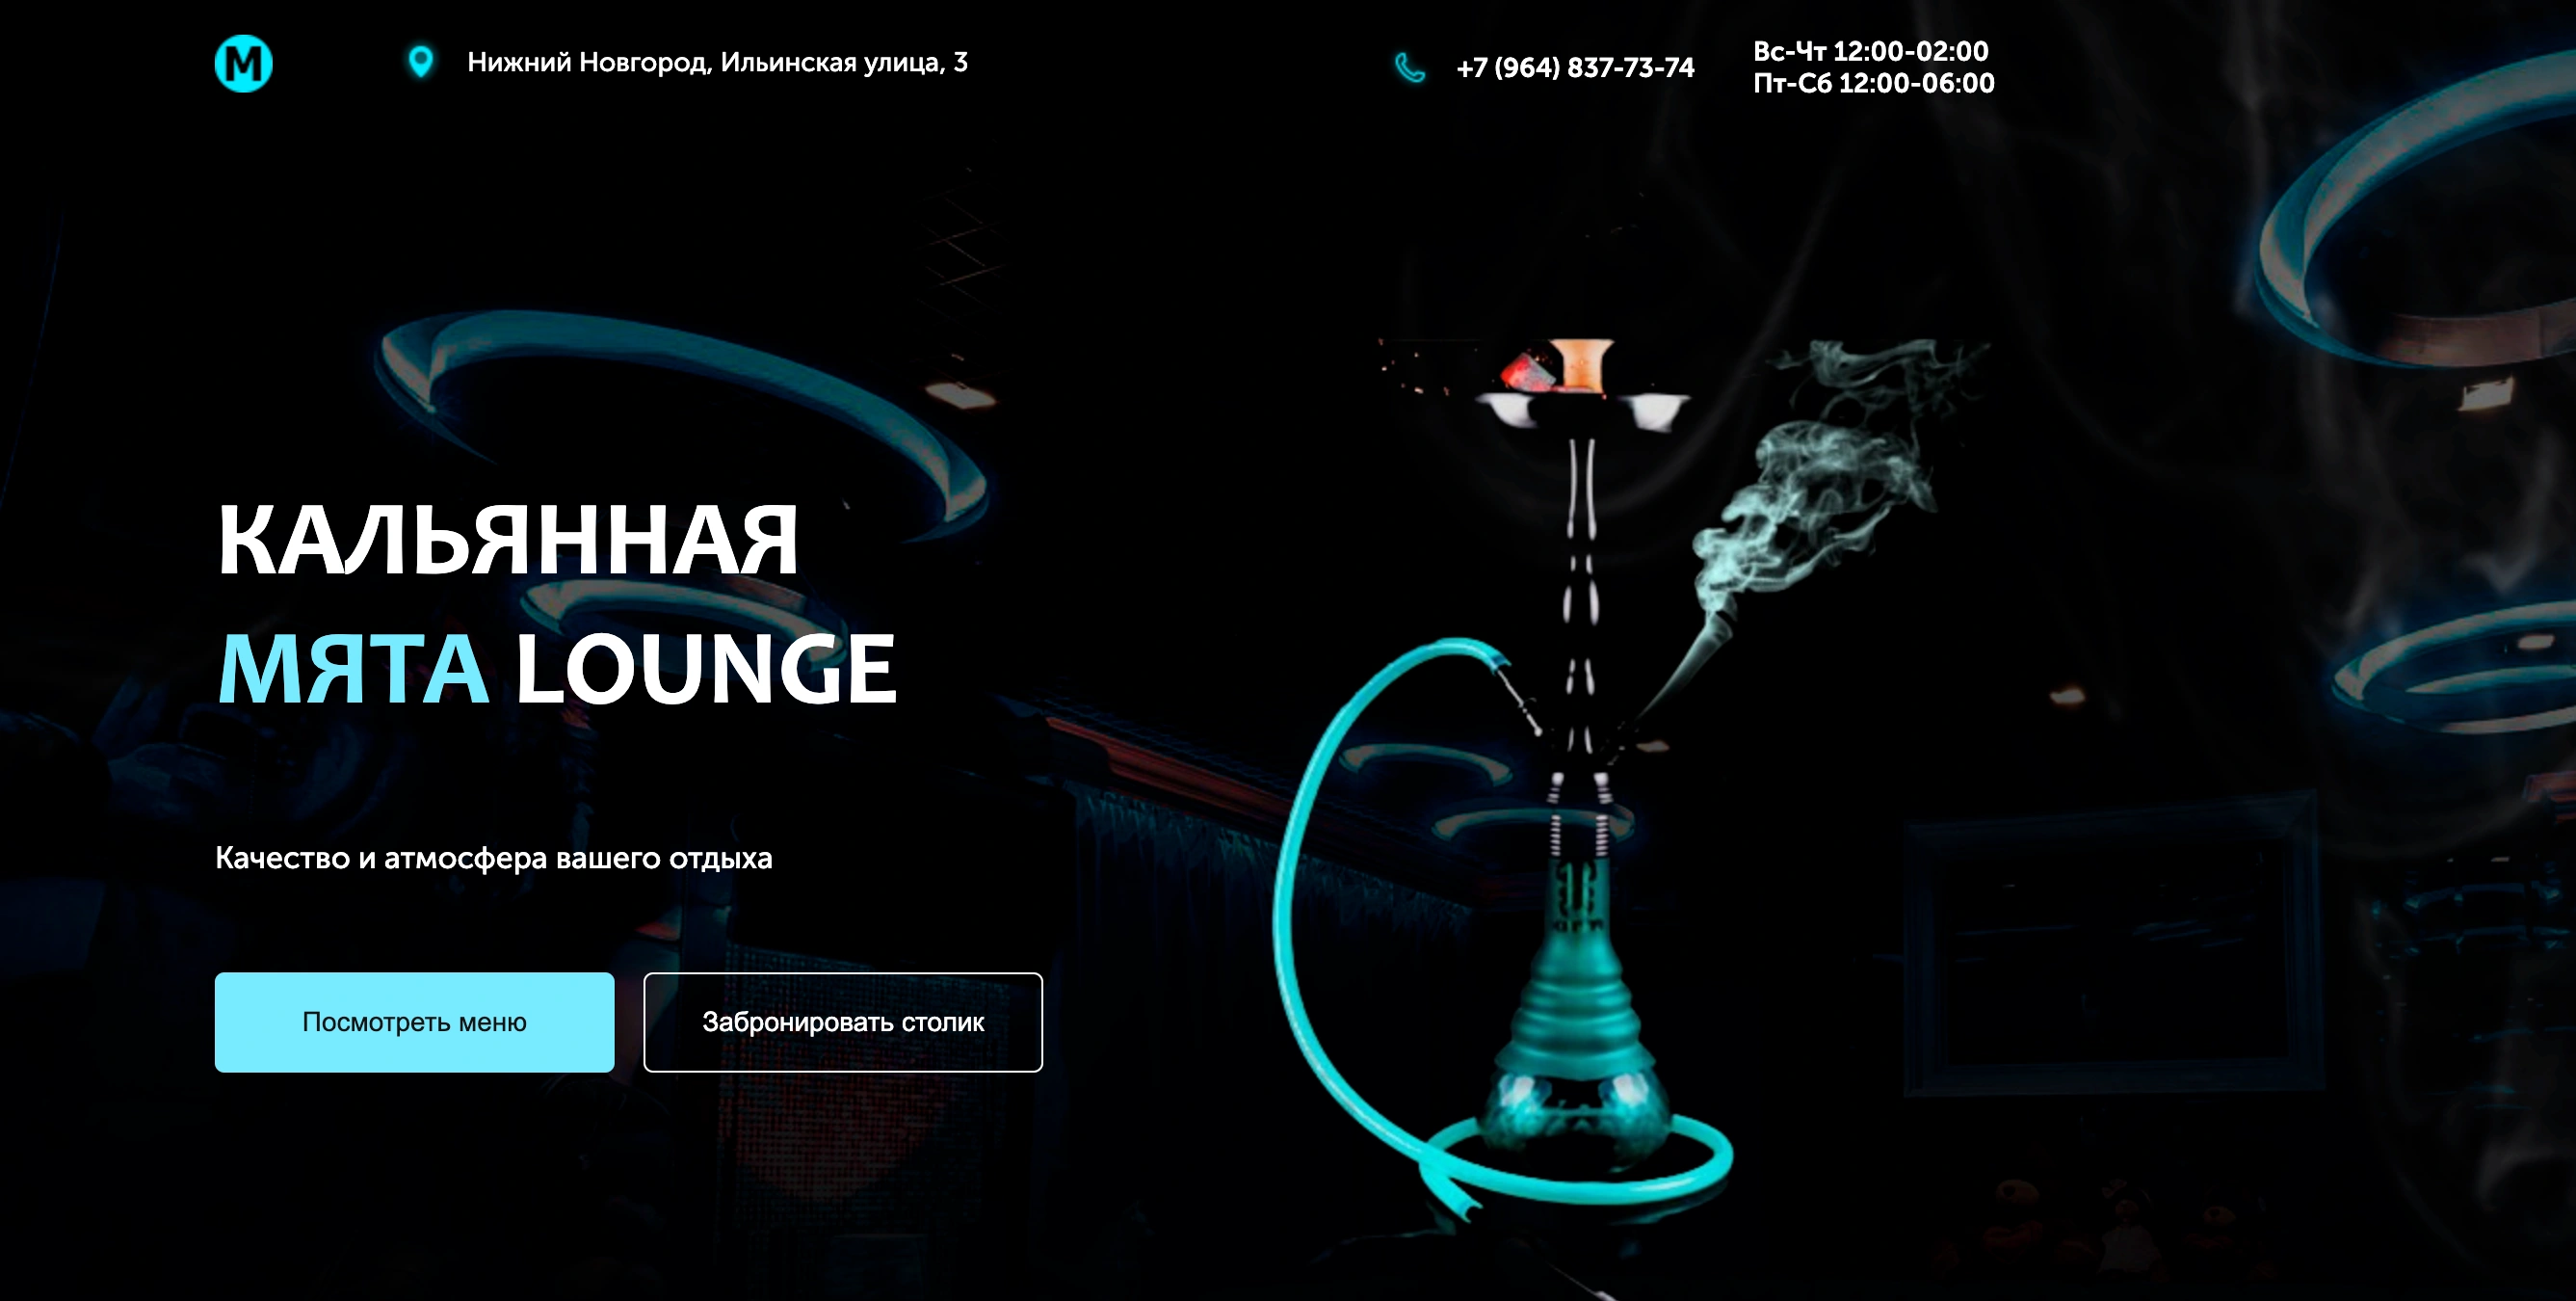 М
Нижний Новгород, Ильинская улица, 3
+7 (964) 837-73-74
Вс-Чт 12:00-02:00
Пт-Сб 12:00-06:00
КАЛЬЯННАЯ
МЯТА LOUNGE
Качество и атмосфера вашего отдыха
Посмотреть меню
Забронировать столик